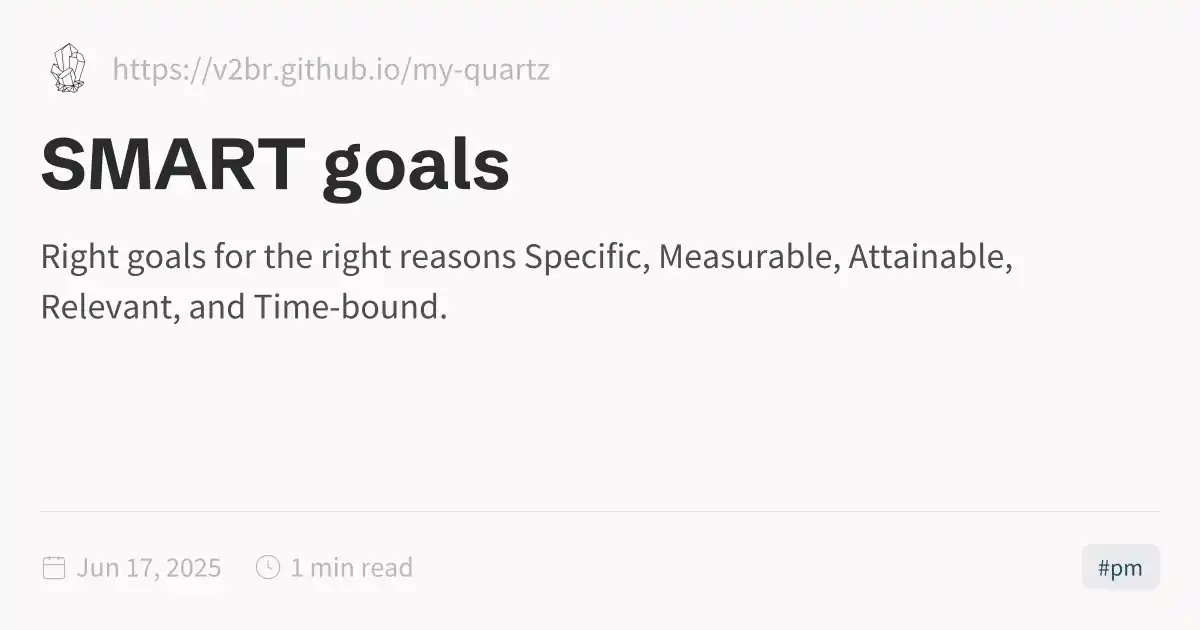 https://v2br.github.io/my-quartz
SMART goals
Right goals for the right reasons Specific, Measurable, Attainable,
Relevant, and Time-bound.
Jun 17, 2025 1 min read #pm